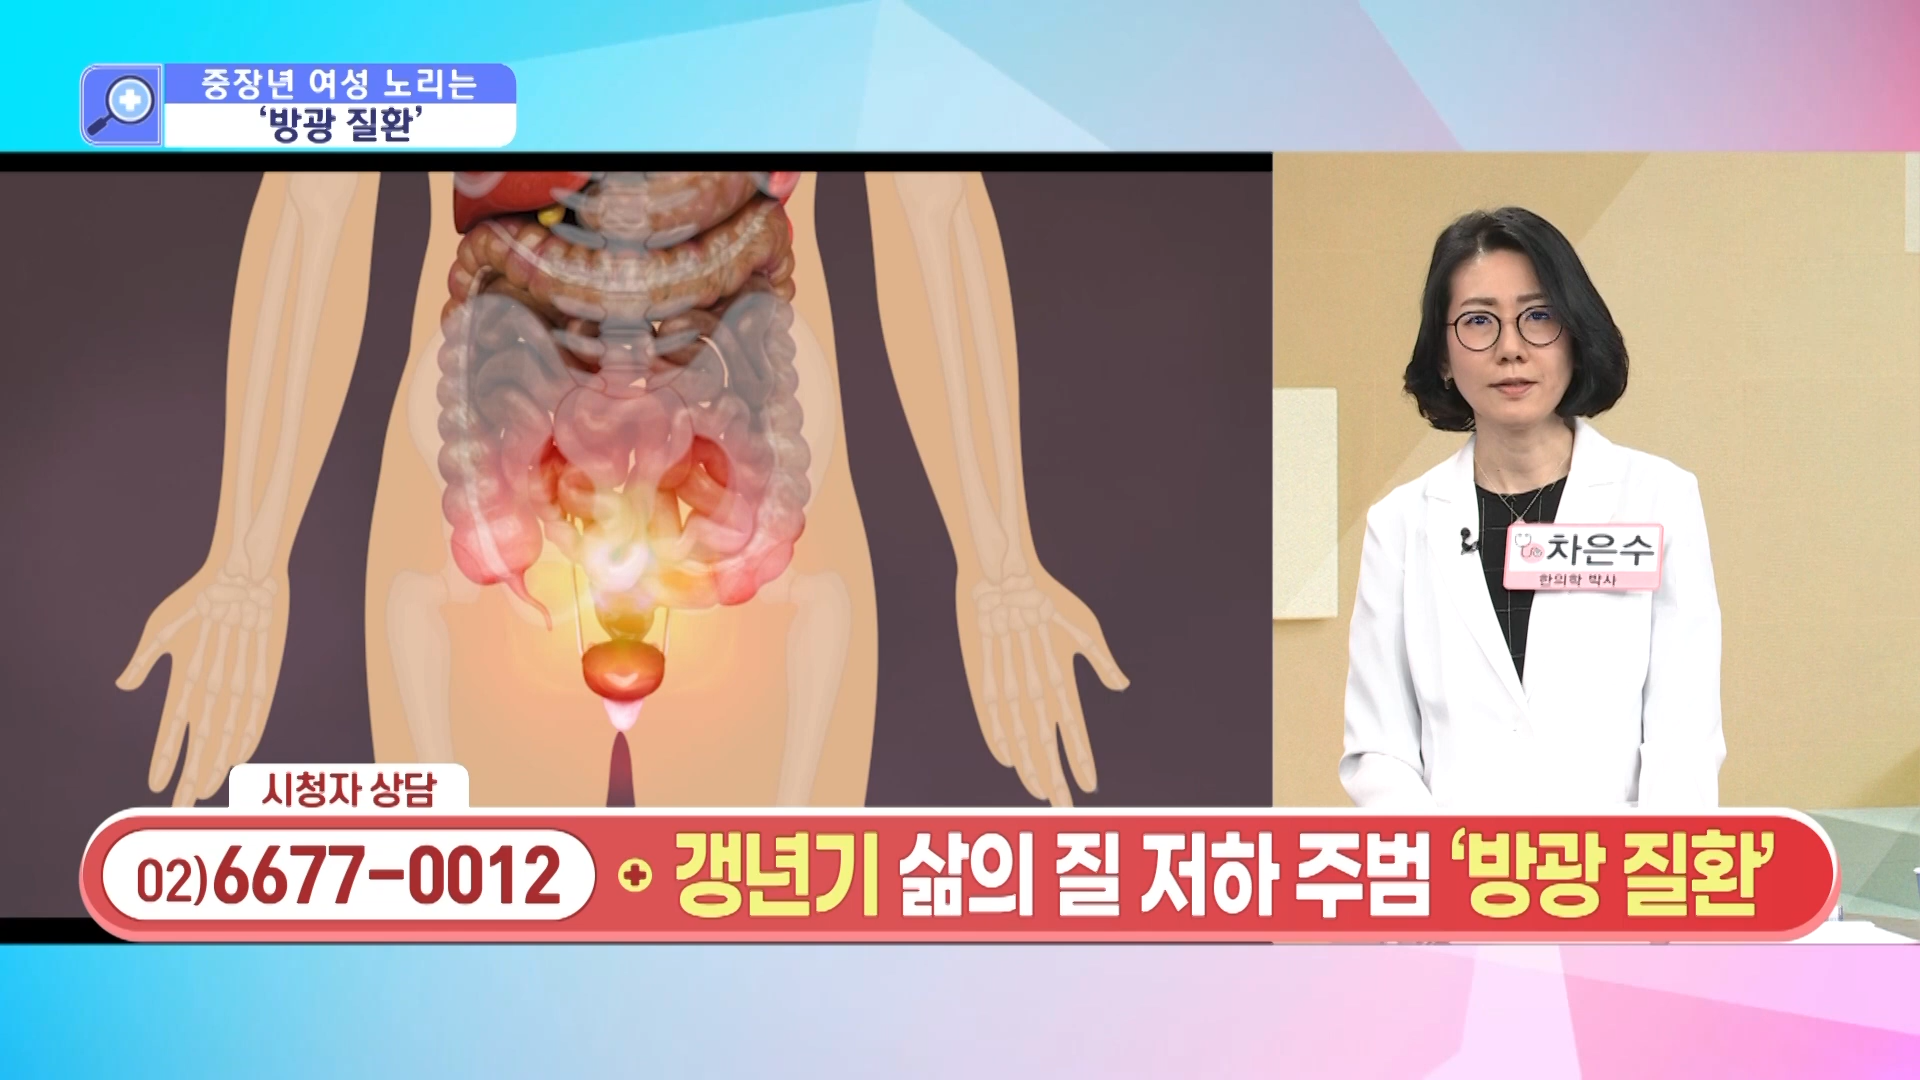 중장년 여성 노리는
‘방광 질환’
차은수
한의학 박사
시청자 상담
02)6677-0012
갱년기 삶의 질 저하 주범 ‘방광 질환’